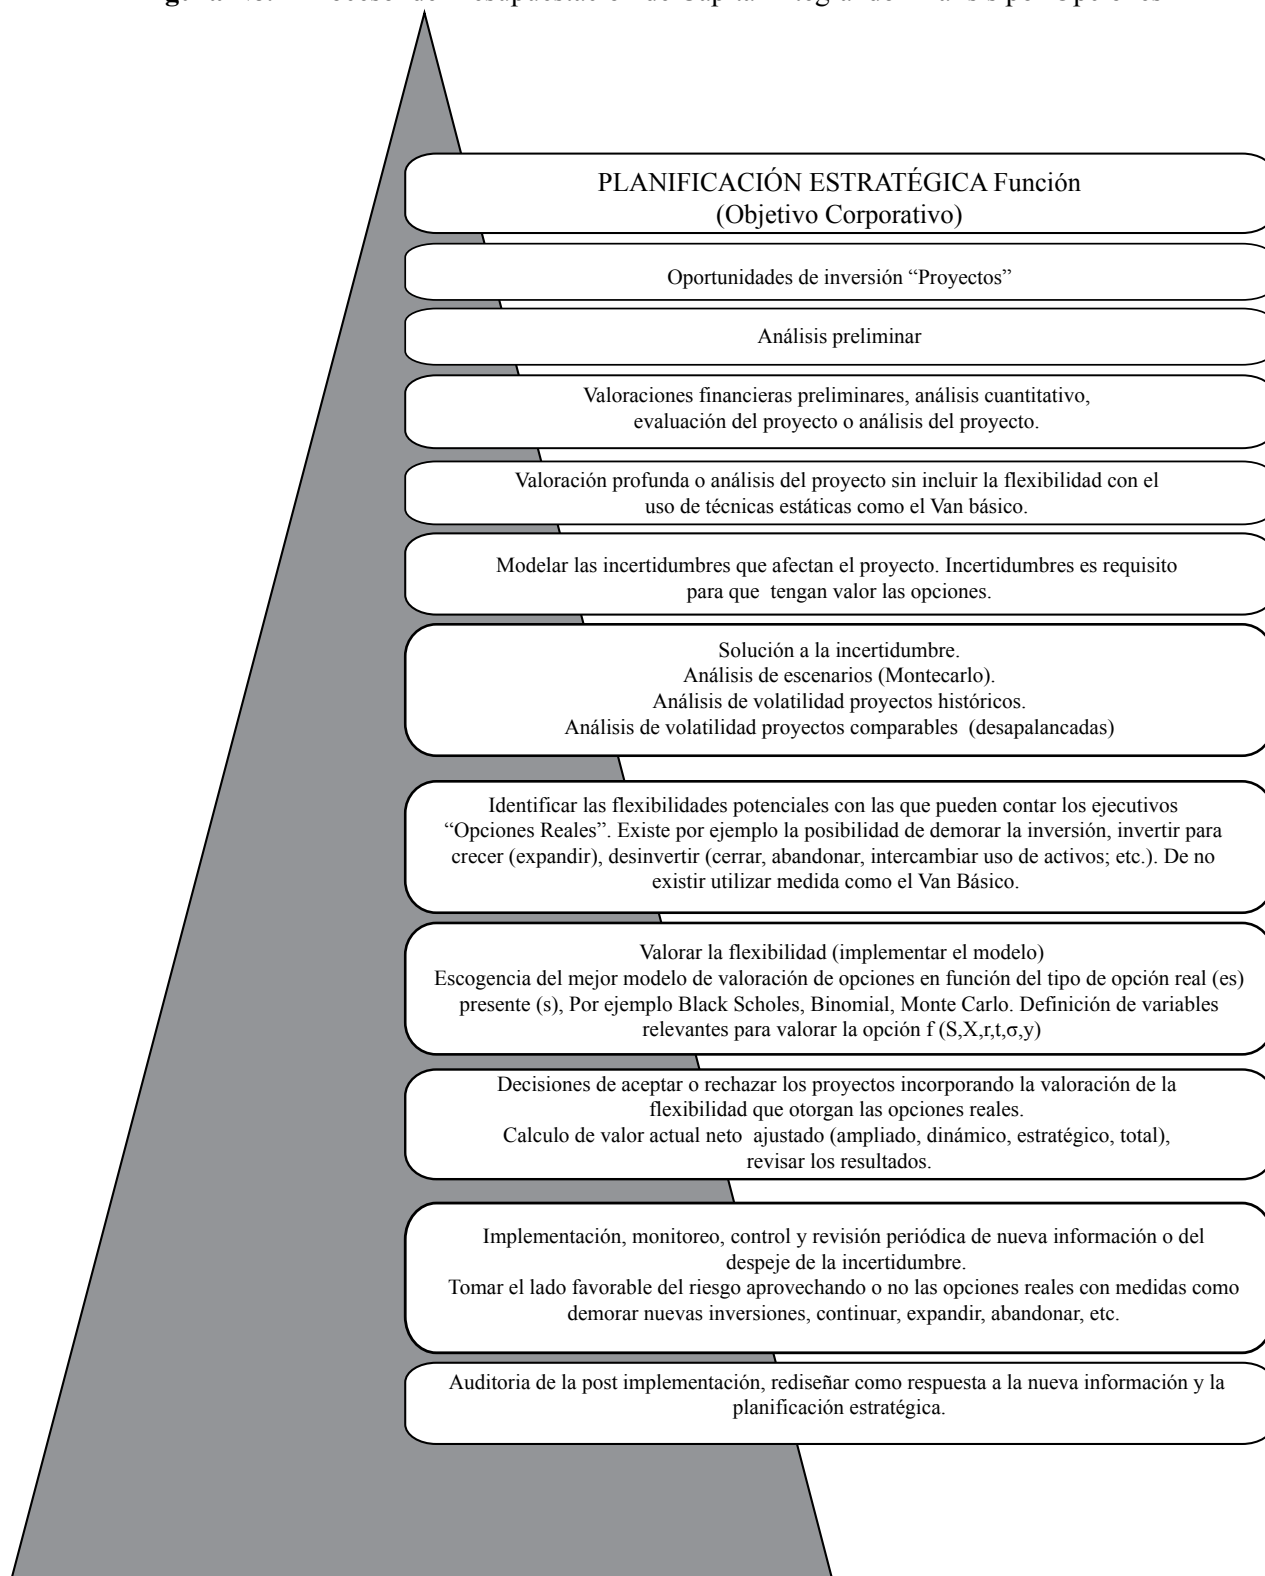 PLANIFICACIÓN ESTRATÉGICA Función
(Objetivo Corporativo)
Oportunidades de inversión “Proyectos”
Análisis preliminar
Valoraciones financieras preliminares, análisis cuantitativo,
evaluación del proyecto o análisis del proyecto.
Valoración profunda o análisis del proyecto sin incluir la flexibilidad con el
uso de técnicas estáticas como el Van básico.
Modelar las incertidumbres que afectan el proyecto. Incertidumbres es requisito
para que tengan valor las opciones.
Solución a la incertidumbre.
Análisis de escenarios (Montecarlo).
Análisis de volatilidad proyectos históricos.
Análisis de volatilidad proyectos comparables (desapalancadas)
Identificar las flexibilidades potenciales con las que pueden contar los ejecutivos
“Opciones Reales”. Existe por ejemplo la posibilidad de demorar la inversión, invertir para
crecer (expandir), desinvertir (cerrar, abandonar, intercambiar uso de activos; etc.). De no
existir utilizar medida como el Van Básico.
Valorar la flexibilidad (implementar el modelo)
Escogencia del mejor modelo de valoración de opciones en función del tipo de opción real (es)
presente (s), Por ejemplo Black Scholes, Binomial, Monte Carlo. Definición de variables
relevantes para valorar la opción f (S,X,r,t,σ,y)
Decisiones de aceptar o rechazar los proyectos incorporando la valoración de la
flexibilidad que otorgan las opciones reales.
Calculo de valor actual neto ajustado (ampliado, dinámico, estratégico, total),
revisar los resultados.
Implementación, monitoreo, control y revisión periódica de nueva información o del
despeje de la incertidumbre.
Tomar el lado favorable del riesgo aprovechando o no las opciones reales con medidas como
demorar nuevas inversiones, continuar, expandir, abandonar, etc.
Auditoria de la post implementación, rediseñar como respuesta a la nueva información y la
planificación estratégica.